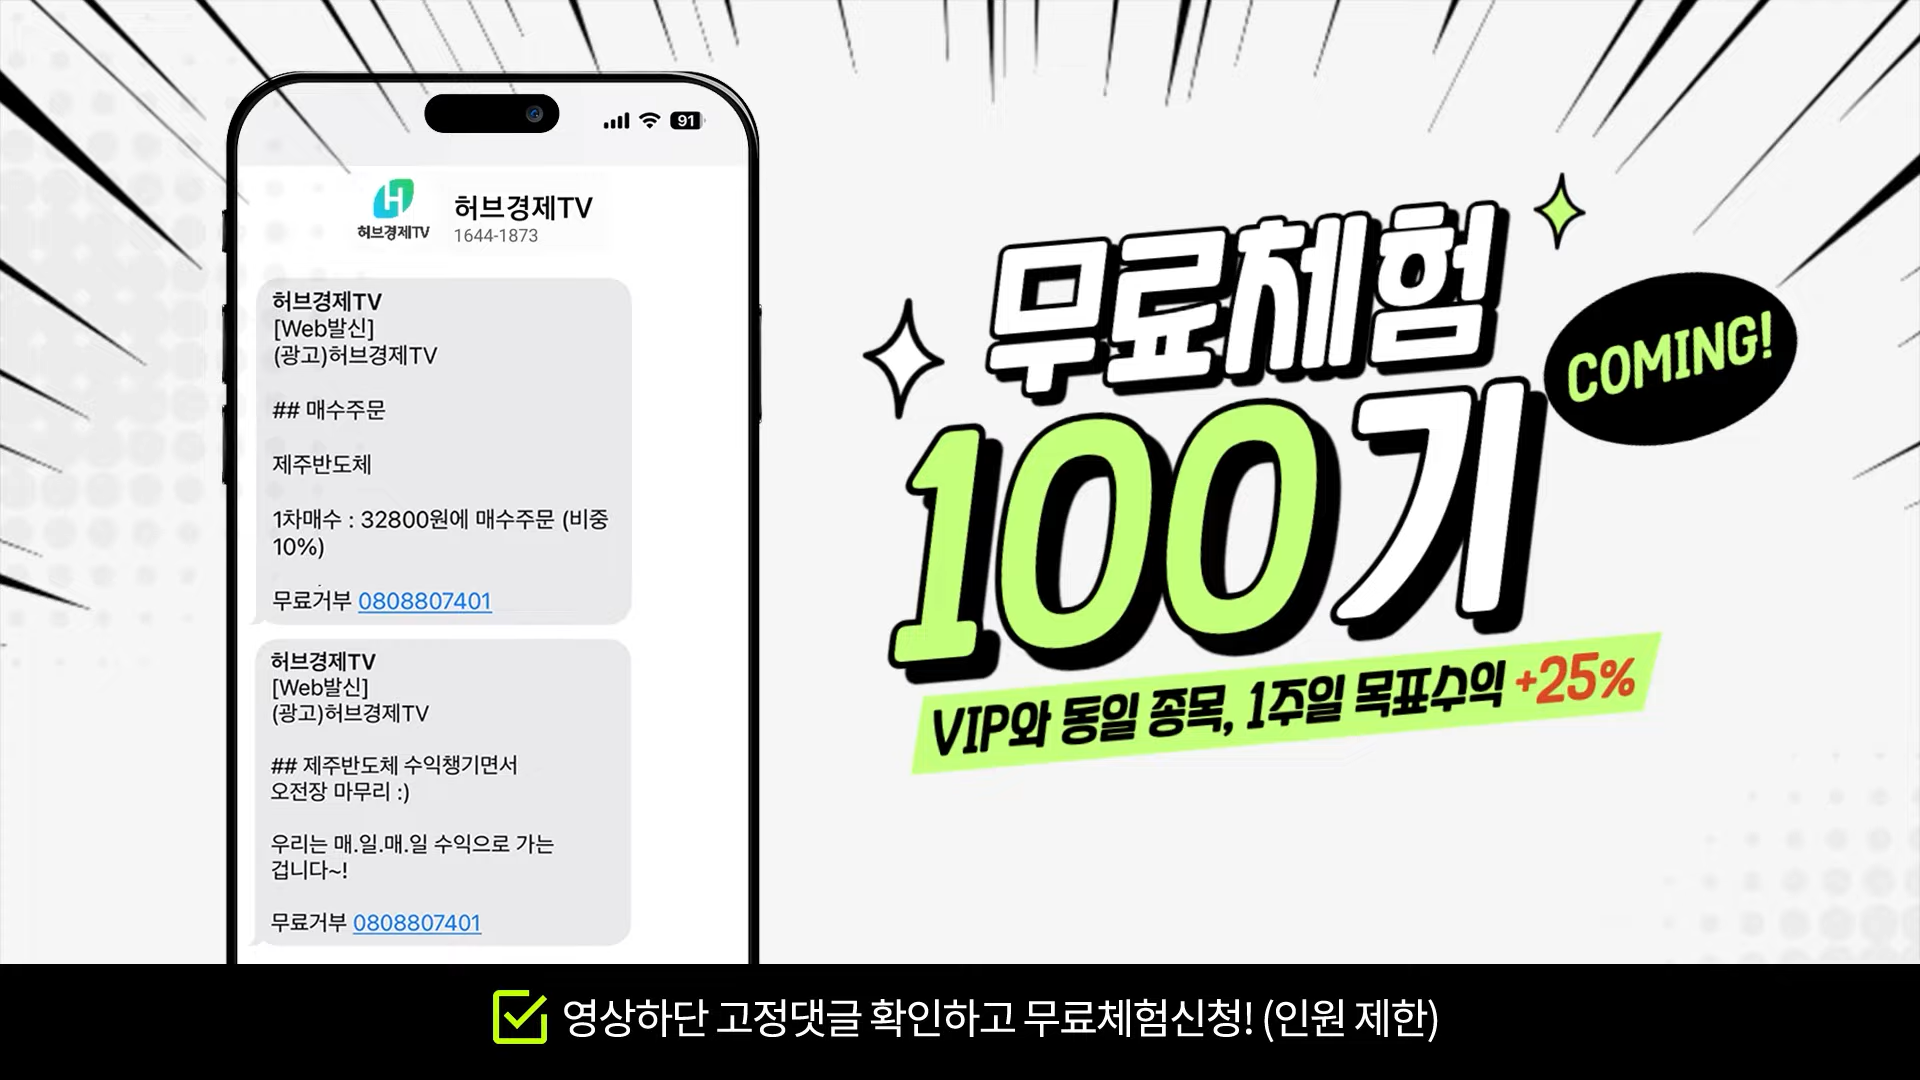 91
허브경제TV
허브경제TV
1644-1873
허브경제TV
[Web발신]
(광고)허브경제TV
## 매수주문
제주반도체
1차매수 : 32800원에 매수주문 (비중
10%)
무료거부 0808807401
허브경제TV
[Web발신]
(광고)허브경제TV
## 제주반도체 수익챙기면서
오전장 마무리 :)
우리는 매.일.매.일 수익으로 가는
겁니다~!
무료거부 0808807401
무료체험
100기
COMING!
VIP와 동일 종목, 1주일 목표수익 +25%
영상하단 고정댓글 확인하고 무료체험신청! (인원 제한)